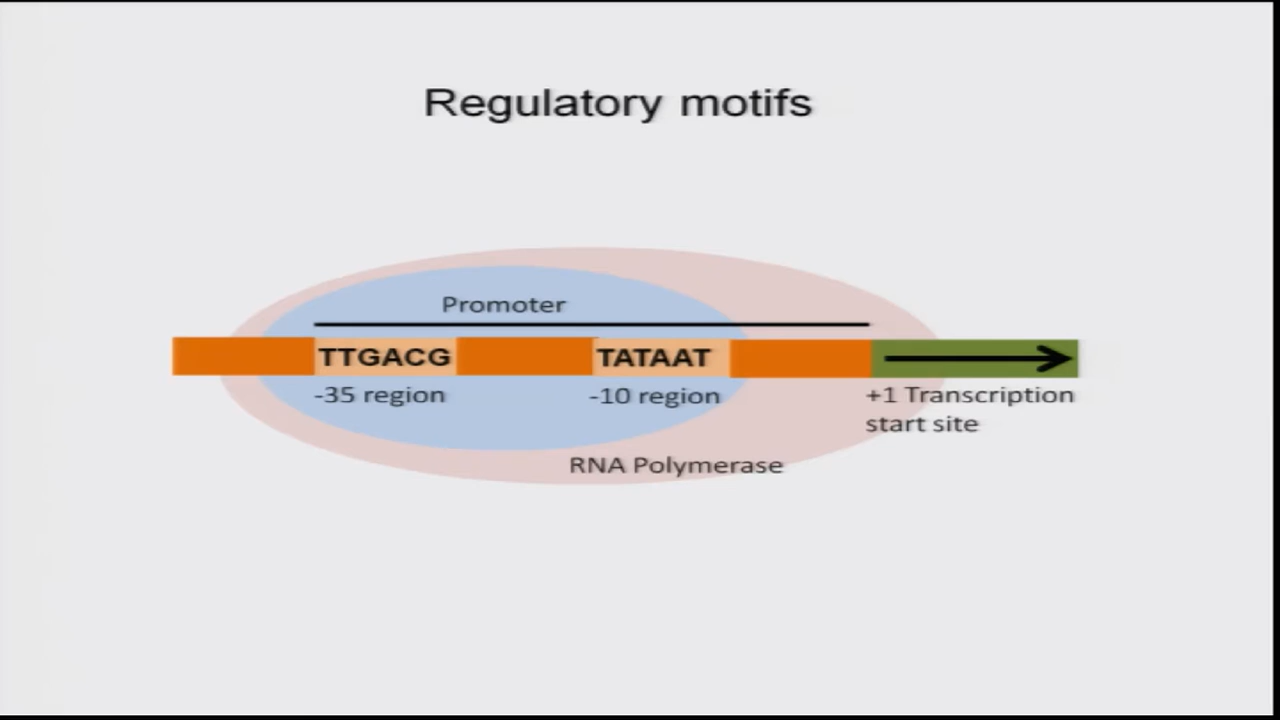 Regulatory motifs
Promoter
TTGACG
TATAAT
-35 region
-10 region
+1 Transcription
start site
RNA Polymerase